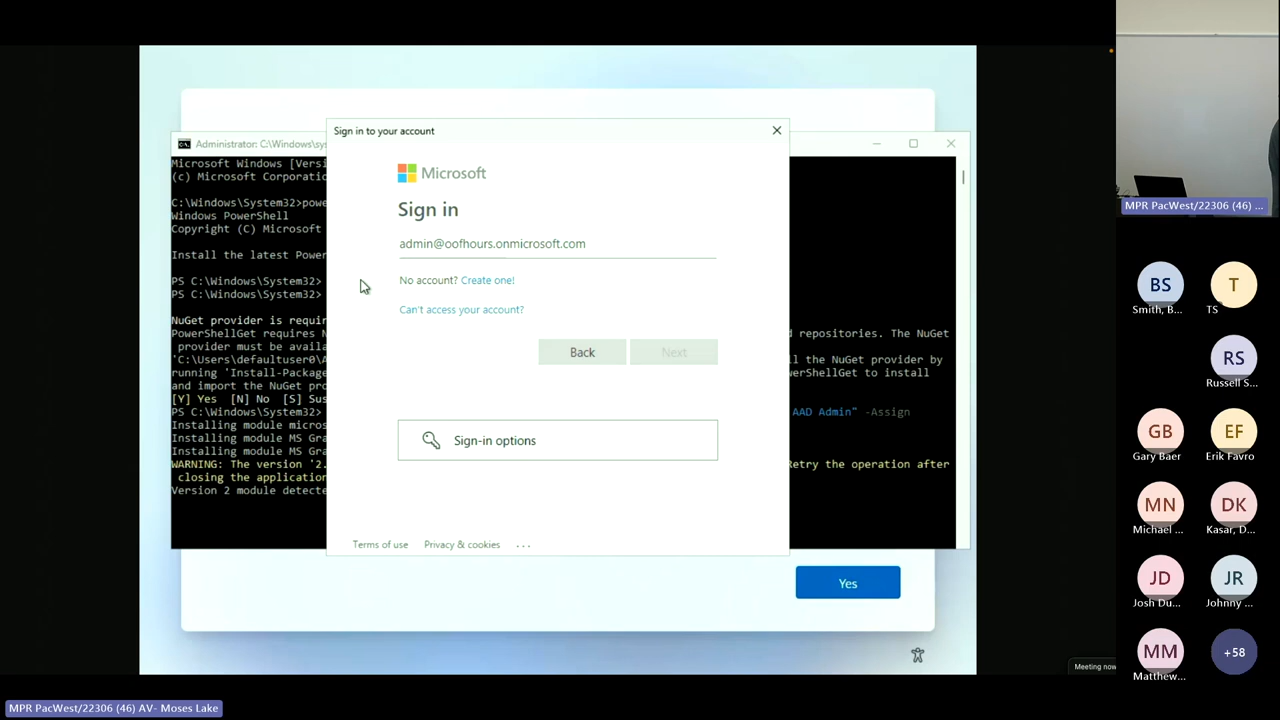 Administrator: C:\Windows\sys
Microsoft Windows [Versi
(c) Microsoft Corporatio
C:\Windows\System32>powe
Windows PowerShell
Copyright (C) Microsoft
Install the latest Power
PS C:\Windows\System32>
PS C:\Windows\System32>
NuGet provider is requir
PowerShellGet requires N
d repositories. The NuGet
provider must be availa
'C:\Users\defaultuser0\A
ll the NuGet provider by
running 'Install-Package
werShellGet to install
and import the NuGet pro
[Y] Yes [N] No [S] Sus
PS C:\Windows\System32>
AAD Admin" -Assign
Installing module micros
Installing module MS Gra
Installing module MS Gra
WARNING: The version '2.
Retry the operation after
closing the application
Version 2 module detecte
Sign in to your account
Microsoft
Sign in
admin@oofhours.onmicrosoft.com
No account? Create one!
Can't access your account?
Back
Next
Sign-in options
Terms of use
Privacy & cookies
...
Yes
Meeting now
MPR PacWest/22306 (46) AV- Moses Lake
MPR PacWest/22306 (46) ...
BS
Smith, B...
T
TS
RS
Russell S...
GB
Gary Baer
EF
Erik Favro
MN
Michael ...
DK
Kasar, D...
JD
Josh Du...
JR
Johnny ...
MM
Matthew...
+58